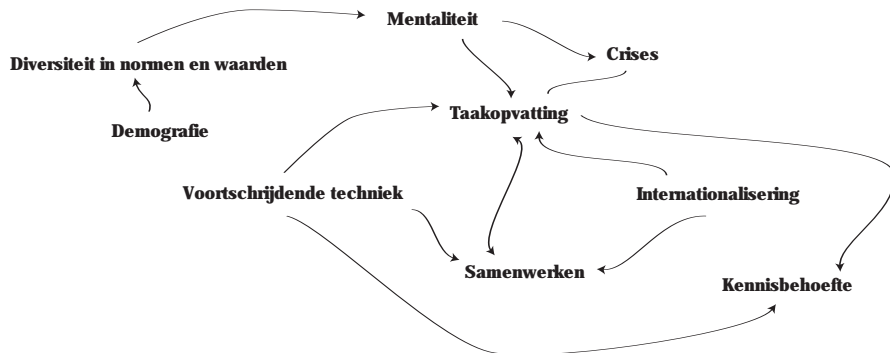 Mentaliteit
Crises
Diversiteit in normen en waarden
Taakopvatting
Demografie
Voortschrijdende techniek
Internationalisering
Samenwerken
Kennisbehoefte